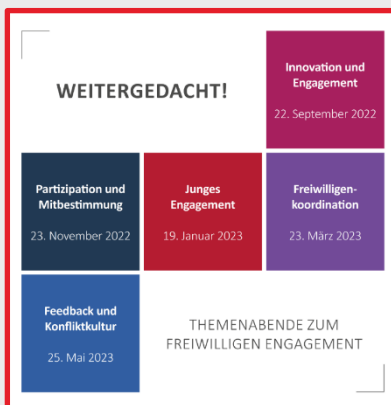 WEITERGEDACHT!
Innovation und
Engagement
22. September 2022
Partizipation und
Mitbestimmung
23. November 2022
Junges
Engagement
19. Januar 2023
Freiwilligen-
koordination
23. März 2023
Feedback und
Konfliktkultur
25. Mai 2023
THEMENABENDE ZUM
FREIWILLIGEN ENGAGEMENT